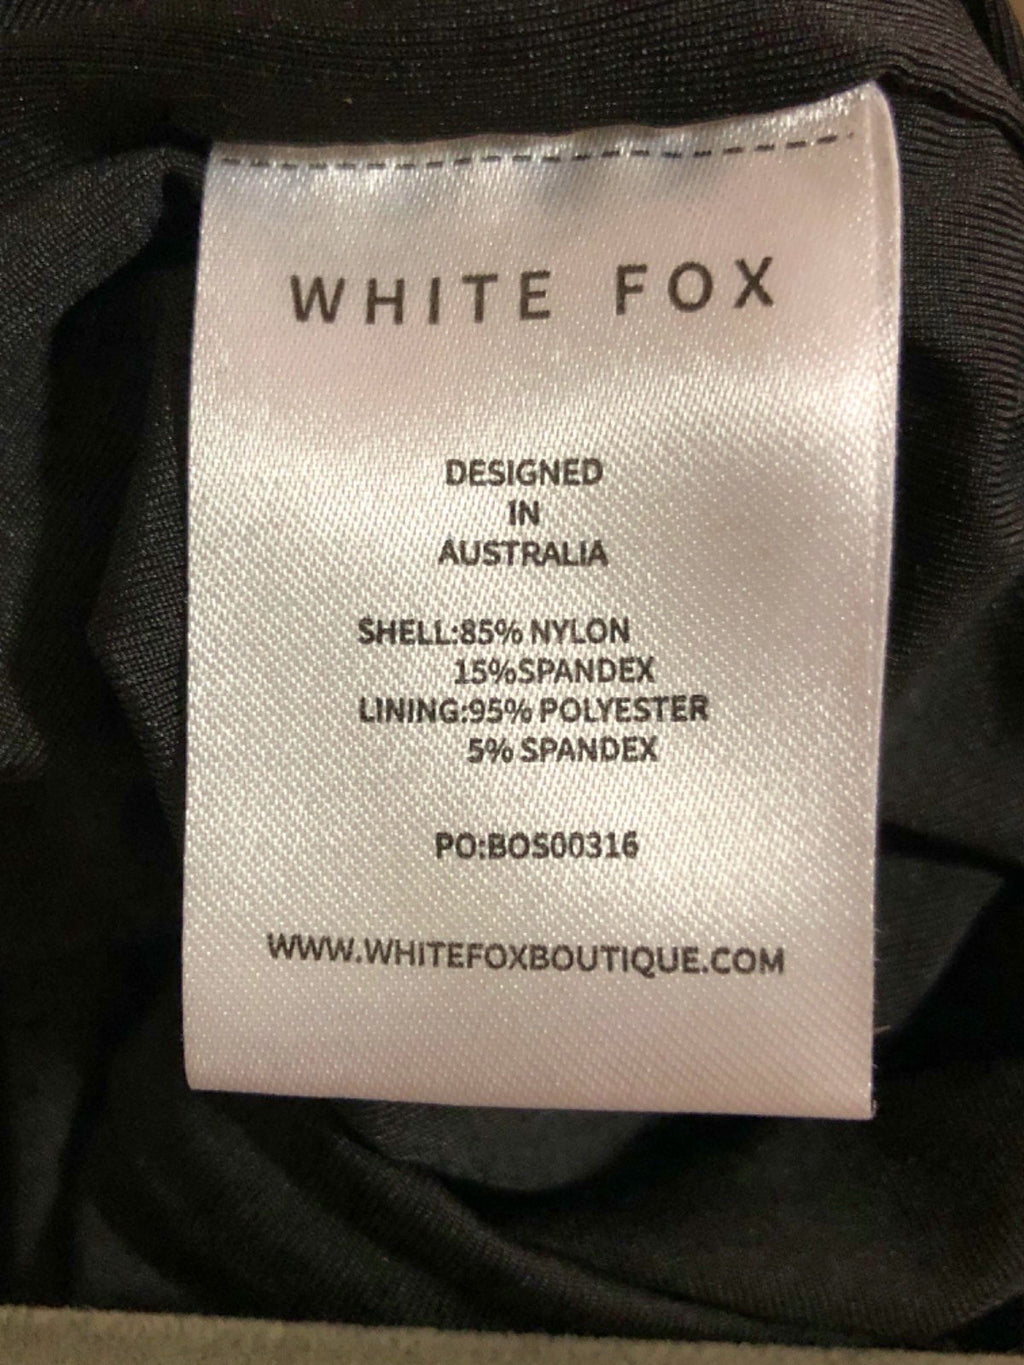 WHITE FOX
DESIGNED
IN
AUSTRALIA
SHELL:85% NYLON
15%SPANDEX
LINING:95% POLYESTER
5% SPANDEX
PO:BOS00316
WWW.WHITEFOXBOUTIQUE.COM